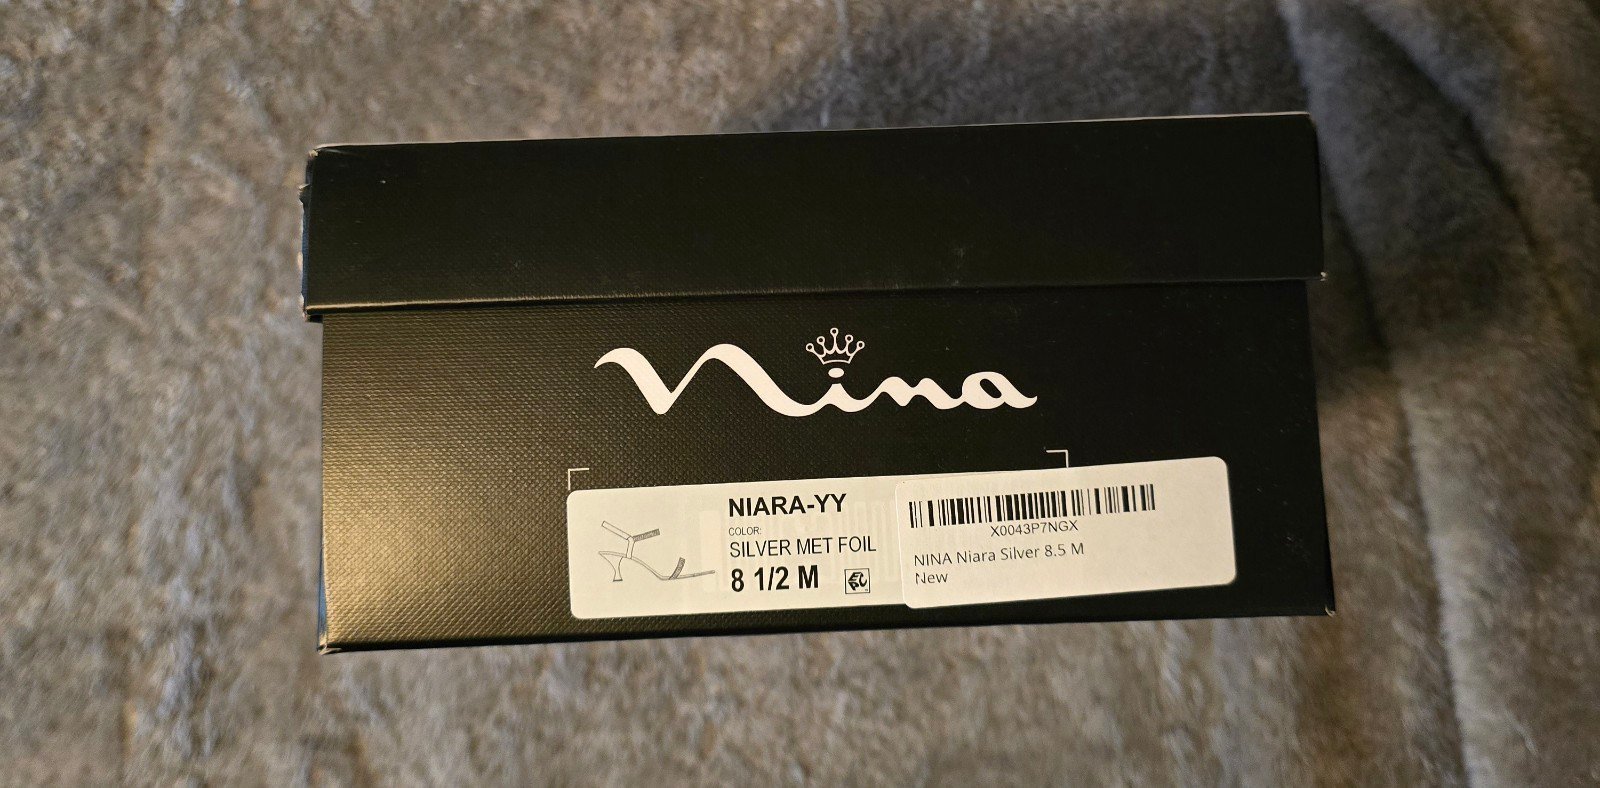 nina
NIARA-YY
COLOR:
SILVER MET FOIL
8 1/2 M
X0043P7NGX
NINA Niara Silver 8.5 M
New